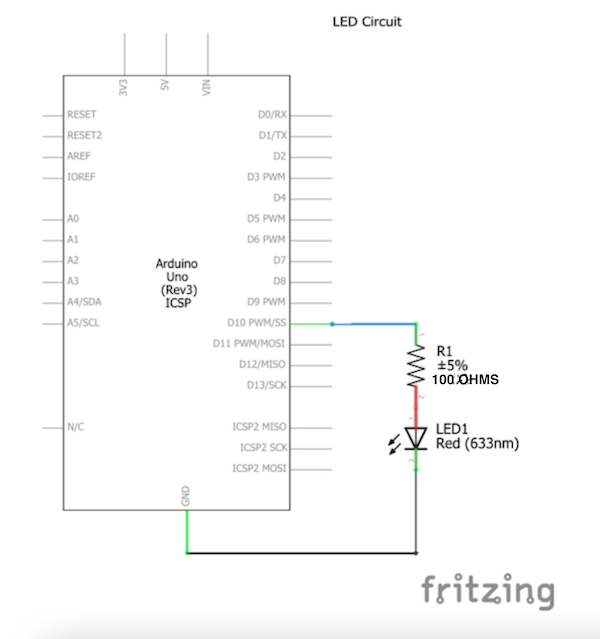 LED Circuit
3V3
5V
VIN
RESET
RESET2
AREF
IOREF
A0
A1
A2
A3
A4/SDA
A5/SCL
N/C
D0/RX
D1/TX
D2
D3 PWM
D4
D5 PWM
D6 PWM
D7
D8
D9 PWM
D10 PWM/SS
D11 PWM/MOSI
D12/MISO
D13/SCK
ICSP2 MISO
ICSP2 SCK
ICSP2 MOSI
Arduino
Uno
(Rev3)
ICSP
GND
1
R1
±5%
100 OHMS
2
1
LED1
Red (633nm)
2
fritzing